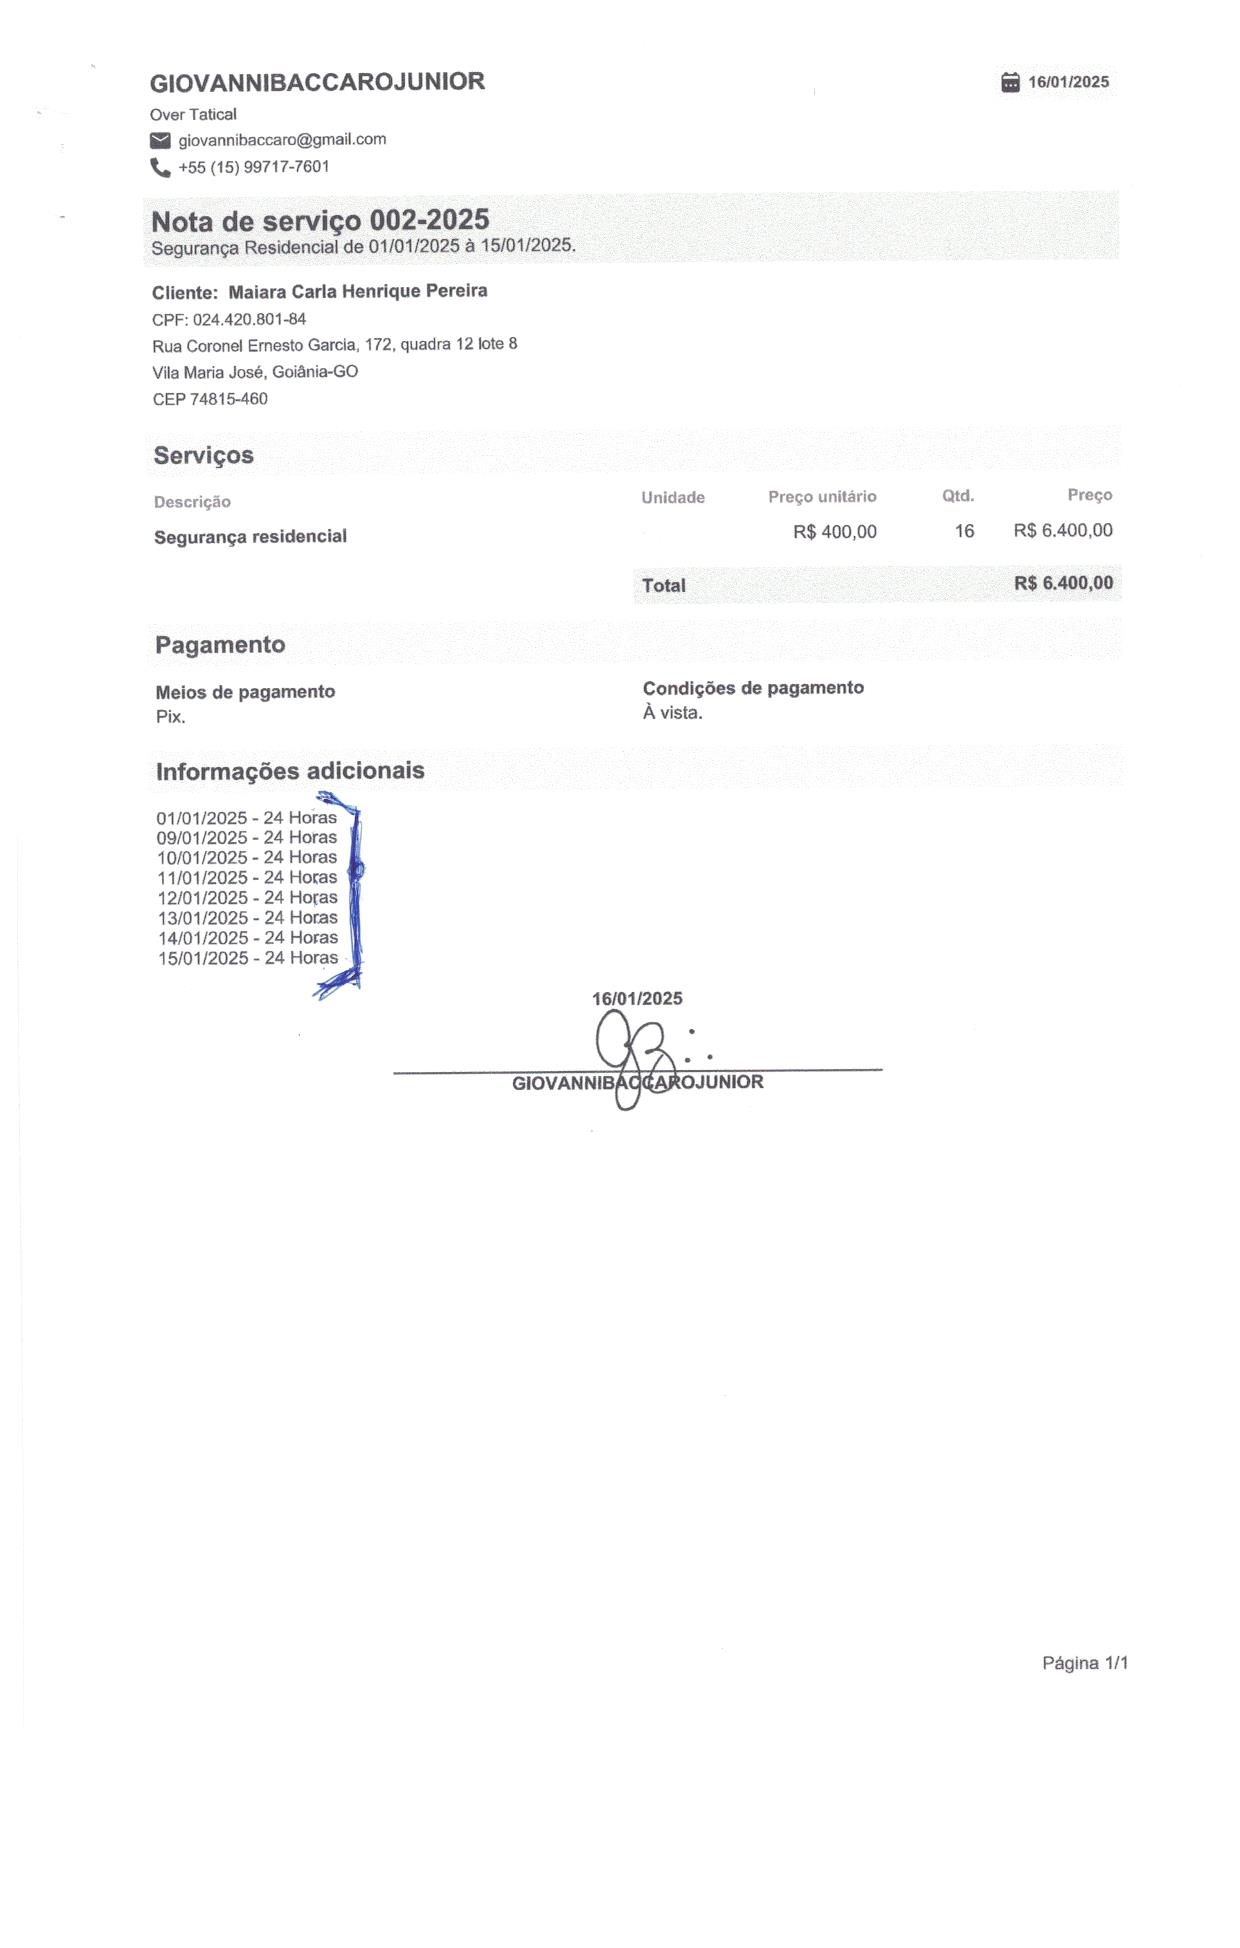 GIOVANNIBACCAROJUNIOR
16/01/2025
Over Tatical
giovannibaccaro@gmail.com
+55 (15) 99717-7601
Nota de serviço 002-2025
Segurança Residencial de 01/01/2025 à 15/01/2025.
Cliente: Maiara Carla Henrique Pereira
CPF: 024.420.801-84
Rua Coronel Ernesto Garcia, 172, quadra 12 lote 8
Vila Maria José, Goiânia-GO
CEP 74815-460
Serviços
Descrição Unidade Preço unitário Qtd. Preço
Segurança residencial R$ 400,00 16 R$ 6.400,00
Total R$ 6.400,00
Pagamento
Meios de pagamento
Pix.
Condições de pagamento
À vista.
Informações adicionais
01/01/2025 - 24 Horas
09/01/2025 - 24 Horas
10/01/2025 - 24 Horas
11/01/2025 - 24 Horas
12/01/2025 - 24 Horas
13/01/2025 - 24 Horas
14/01/2025 - 24 Horas
15/01/2025 - 24 Horas
16/01/2025
GIOVANNIBACCAROJUNIOR
Página 1/1